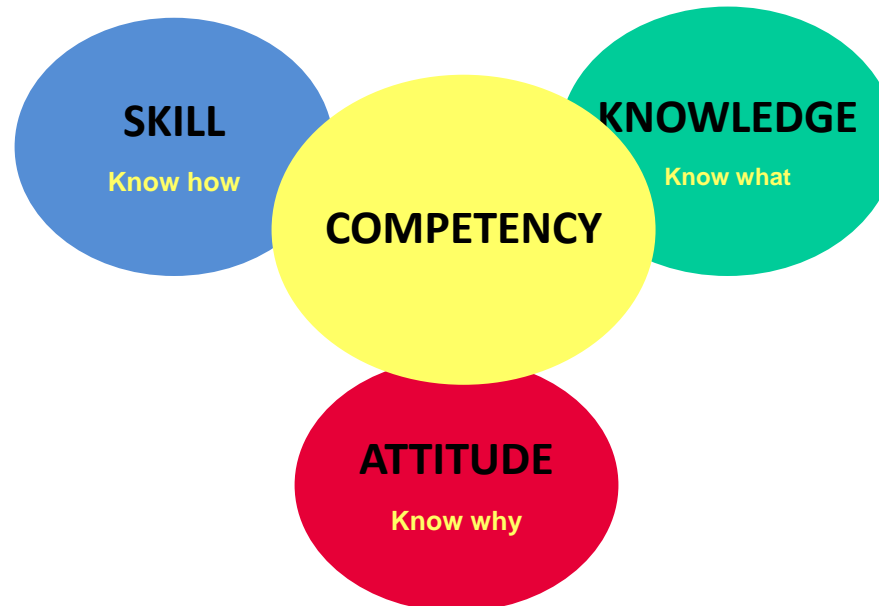 SKILL
Know how
KNOWLEDGE
Know what
COMPETENCY
ATTITUDE
Know why